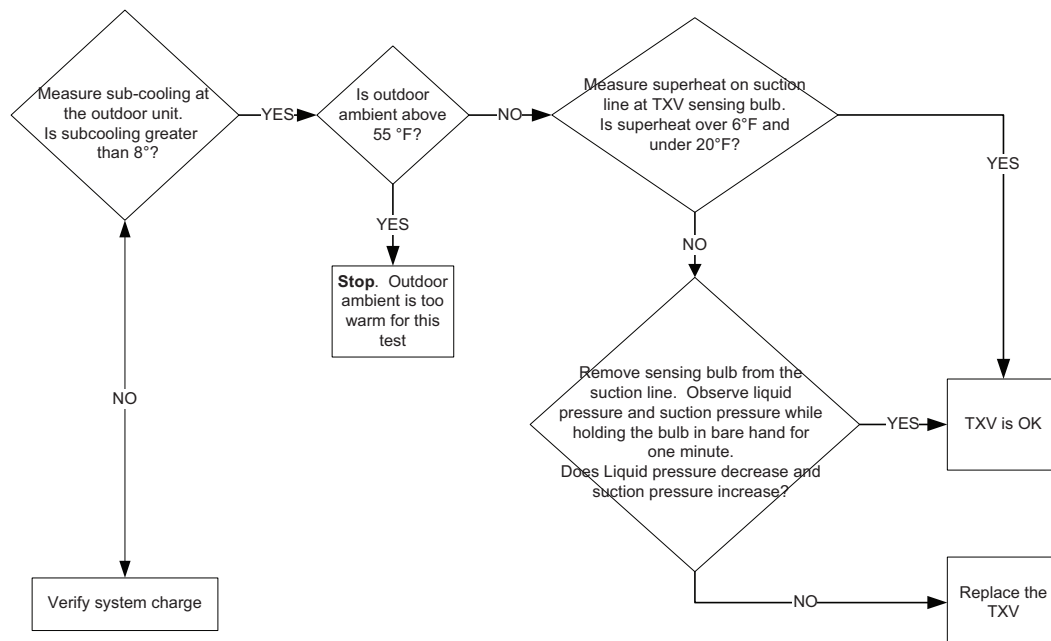 Measure sub-cooling at
the outdoor unit.
Is subcooling greater
than 8°?
YES
Is outdoor
ambient above
55 °F?
NO
Measure superheat on suction
line at TXV sensing bulb.
Is superheat over 6°F and
under 20°F?
YES
YES
NO
Stop. Outdoor
ambient is too
warm for this
test
Remove sensing bulb from the
suction line. Observe liquid
pressure and suction pressure while
holding the bulb in bare hand for
one minute.
Does Liquid pressure decrease and
suction pressure increase?
NO
YES
TXV is OK
Verify system charge
NO
Replace the
TXV